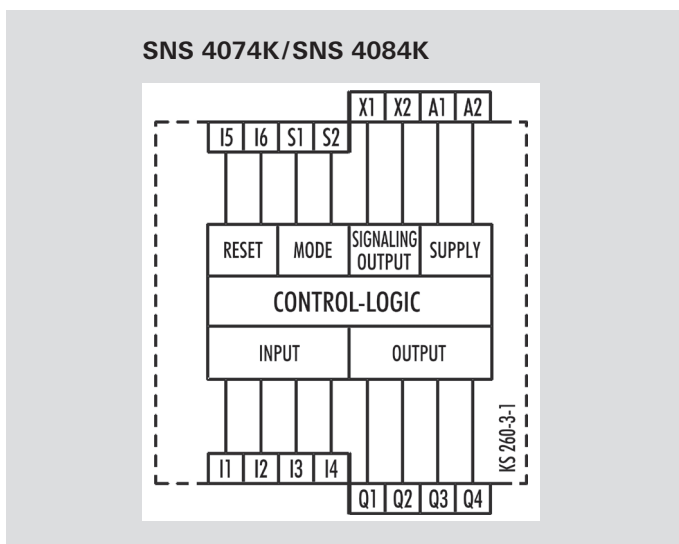 SNS 4074K/SNS 4084K
X1 X2 A1 A2
I5 I6 S1 S2
RESET MODE SIGNALING OUTPUT SUPPLY
CONTROL-LOGIC
INPUT OUTPUT
KS 260-3-1
I1 I2 I3 I4
Q1 Q2 Q3 Q4